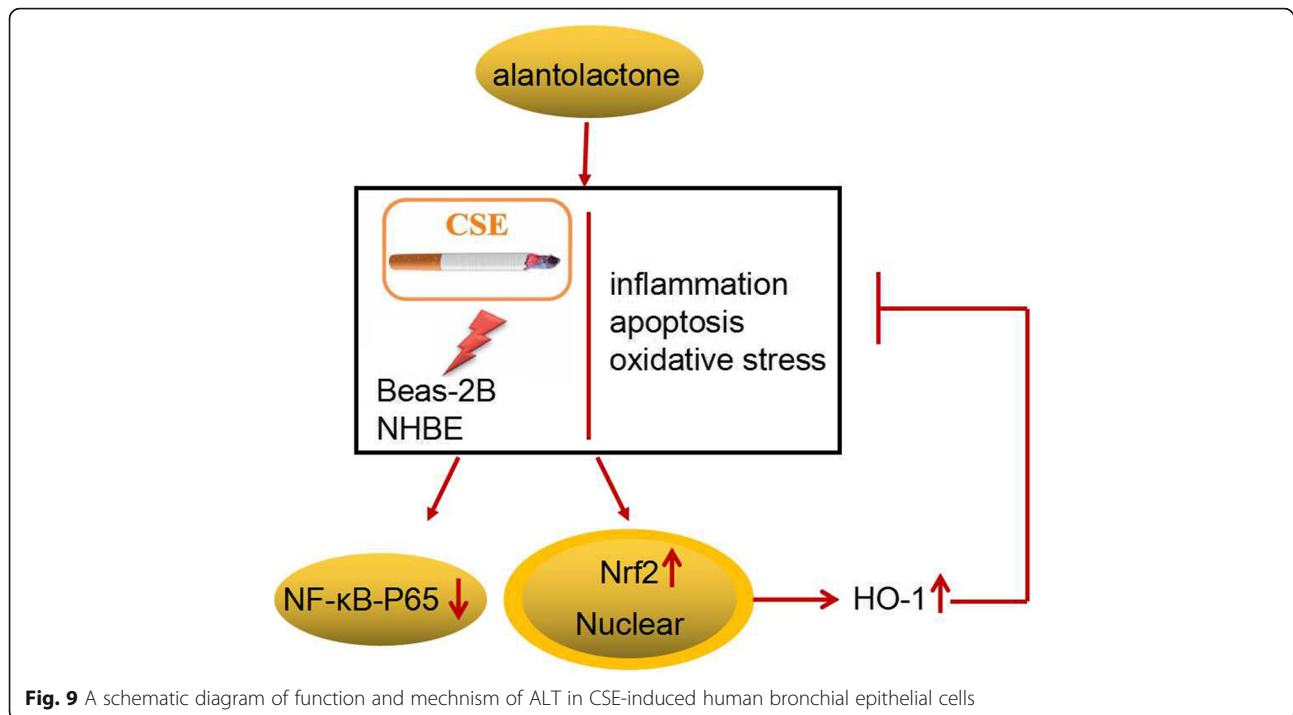 alantolactone
CSE
inflammation
apoptosis
oxidative stress
Beas-2B
NHBE
NF-κB-P65
Nrf2
Nuclear
HO-1
Fig. 9 A schematic diagram of function and mechnism of ALT in CSE-induced human bronchial epithelial cells